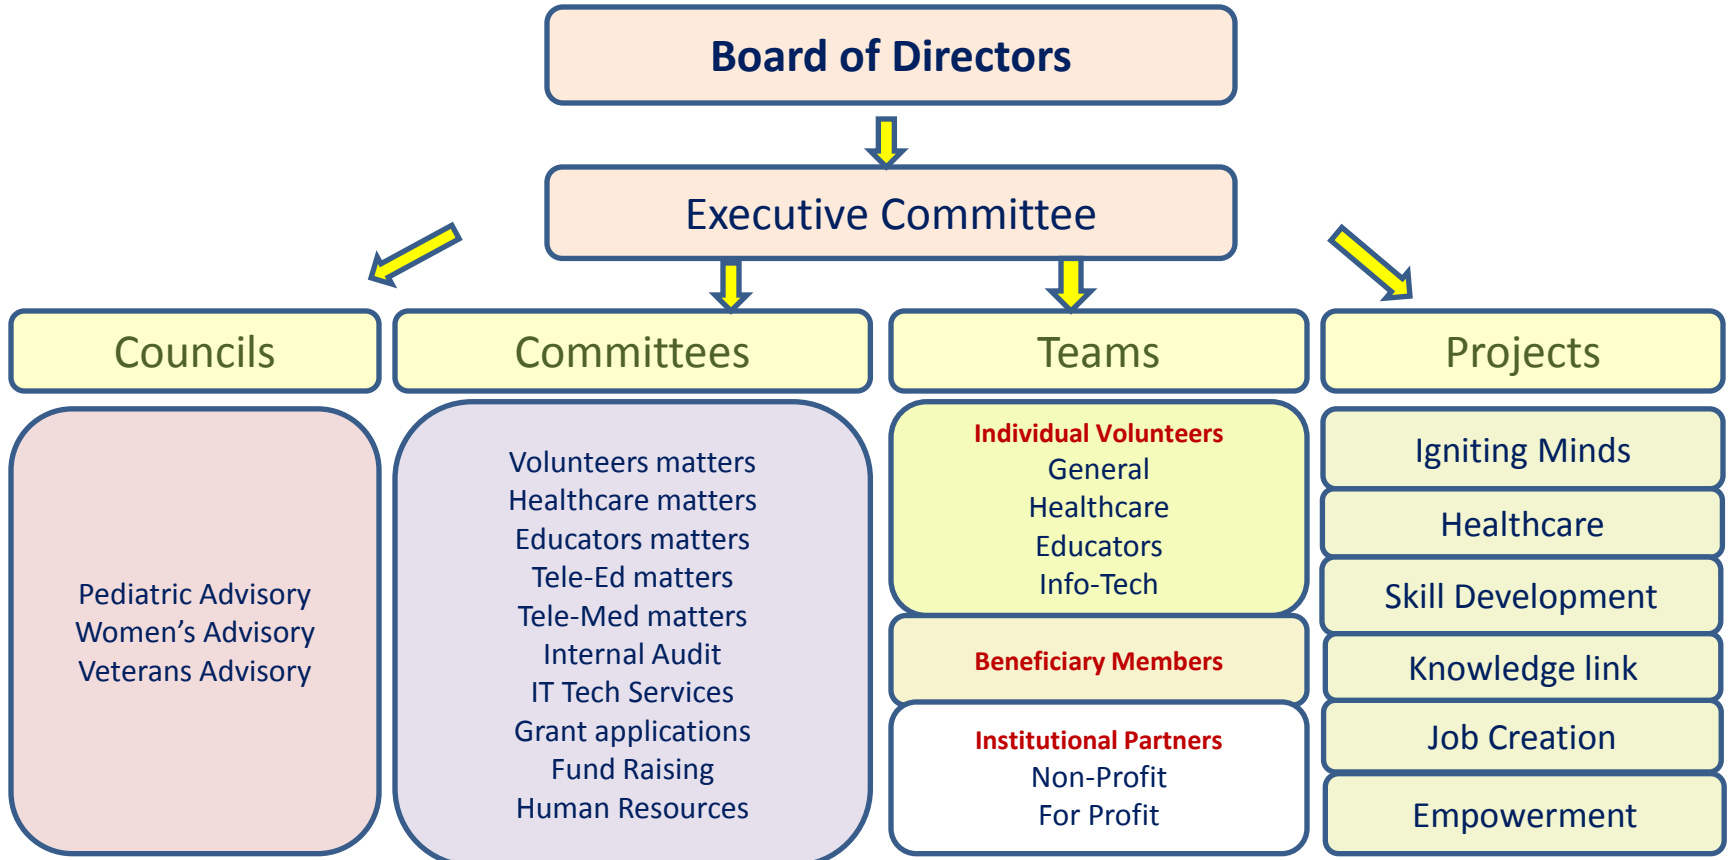 Board of Directors
Executive Committee
Councils
Pediatric Advisory
Women's Advisory
Veterans Advisory
Committees
Volunteers matters
Healthcare matters
Educators matters
Tele-Ed matters
Tele-Med matters
Internal Audit
IT Tech Services
Grant applications
Fund Raising
Human Resources
Teams
Individual Volunteers
General
Healthcare
Educators
Info-Tech
Beneficiary Members
Institutional Partners
Non-Profit
For Profit
Projects
Igniting Minds
Healthcare
Skill Development
Knowledge link
Job Creation
Empowerment